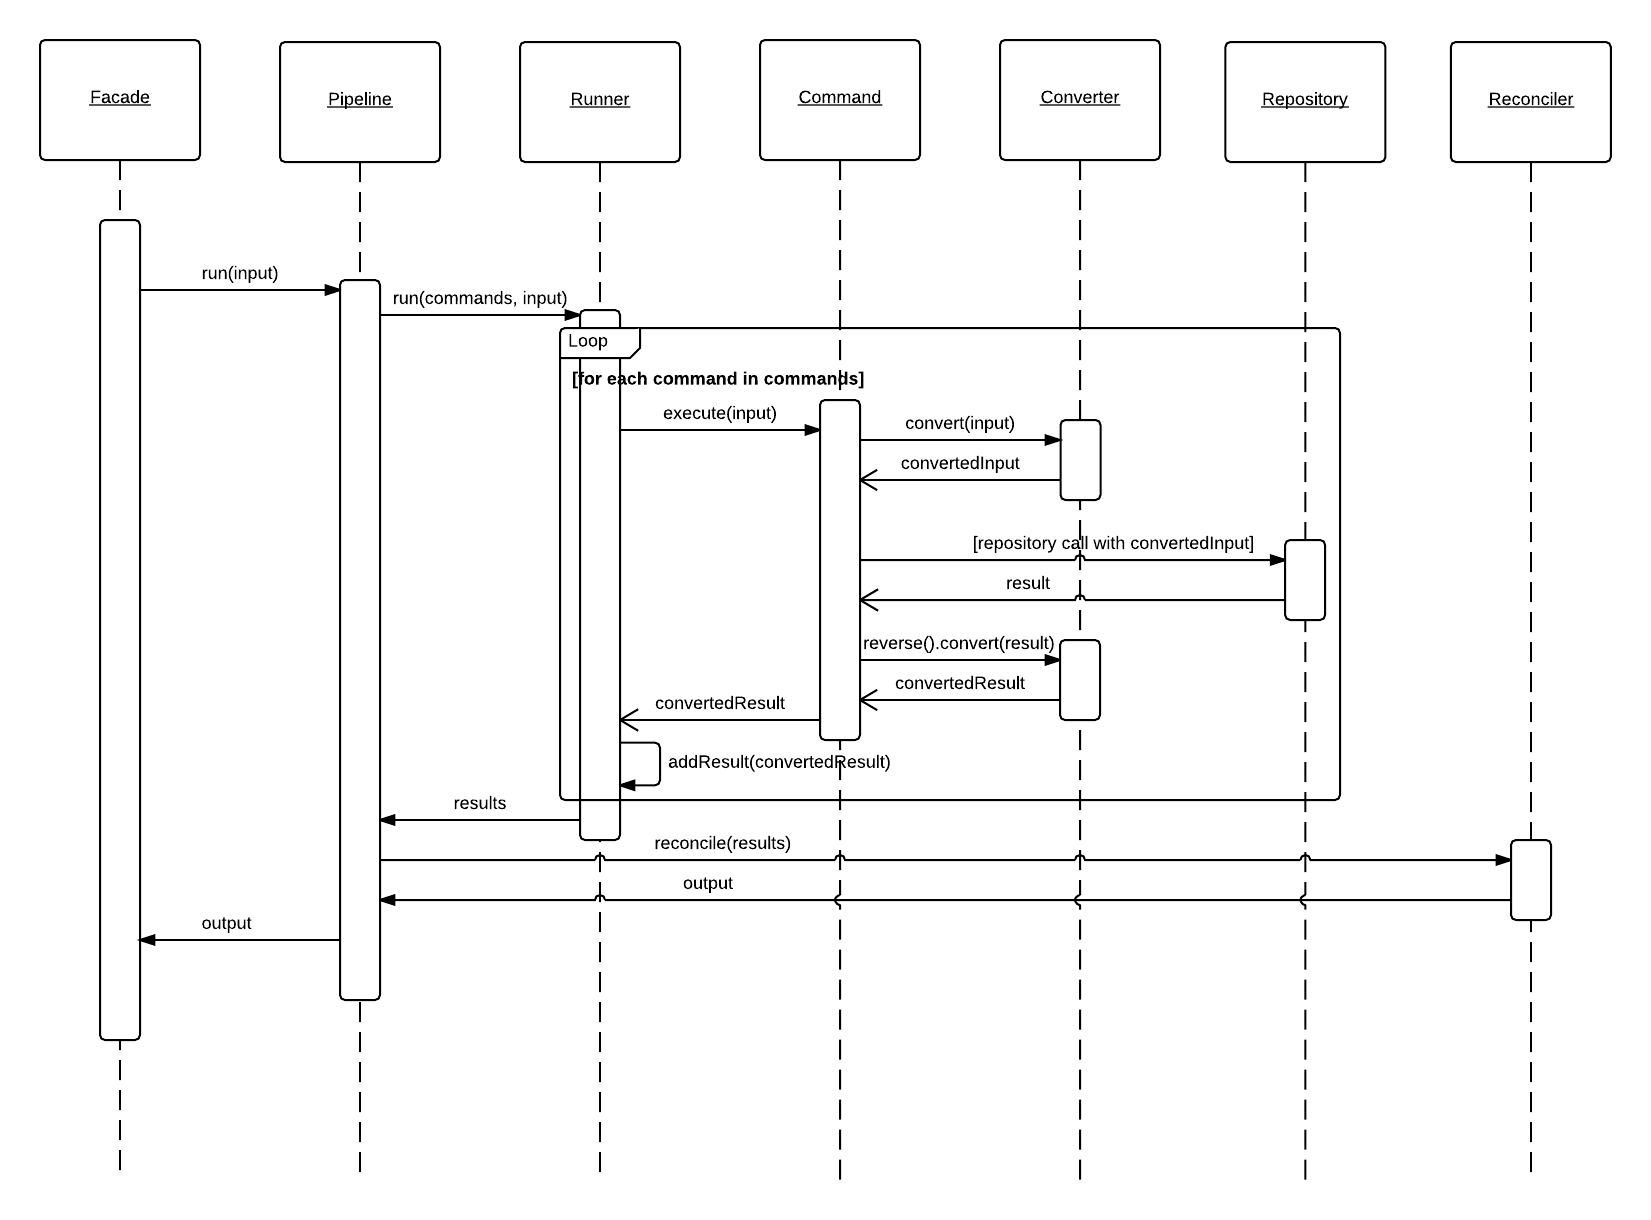 Facade
Pipeline
Runner
Command
Converter
Repository
Reconciler
run(input)
run(commands, input)
Loop
[for each command in commands]
execute(input)
convert(input)
convertedInput
[repository call with convertedInput]
result
reverse().convert(result)
convertedResult
convertedResult
addResult(convertedResult)
results
reconcile(results)
output
output